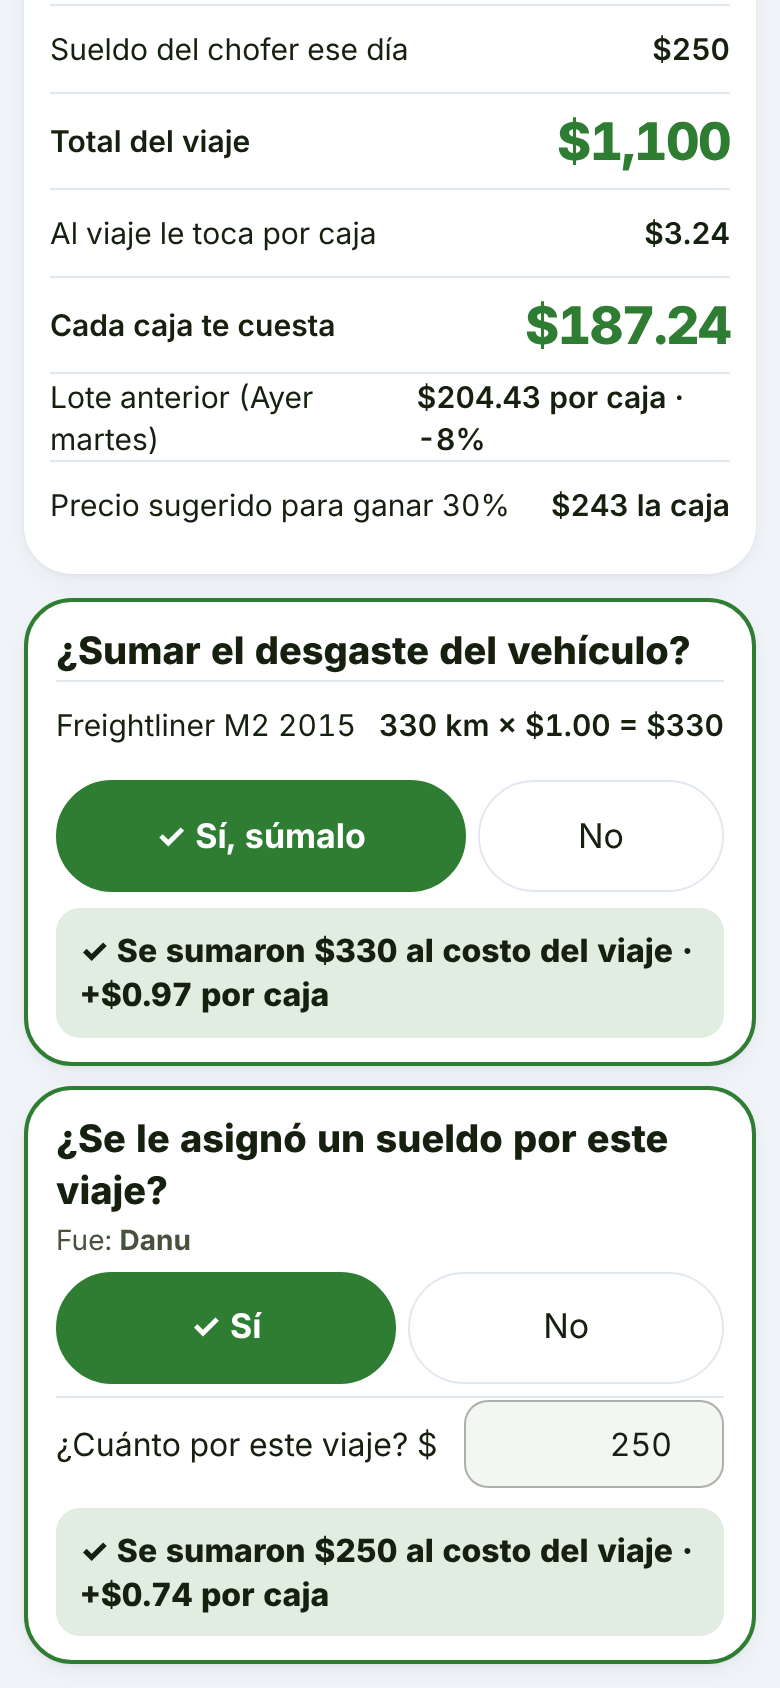 Sueldo del chofer ese día $250
Total del viaje $1,100
Al viaje le toca por caja $3.24
Cada caja te cuesta $187.24
Lote anterior (Ayer martes) $204.43 por caja · -8%
Precio sugerido para ganar 30% $243 la caja
¿Sumar el desgaste del vehículo?
Freightliner M2 2015 330 km × $1.00 = $330
✓ Sí, súmalo No
✓ Se sumaron $330 al costo del viaje ·
+$0.97 por caja
¿Se le asignó un sueldo por este
viaje?
Fue: Danu
✓ Sí No
¿Cuánto por este viaje? $ 250
✓ Se sumaron $250 al costo del viaje ·
+$0.74 por caja